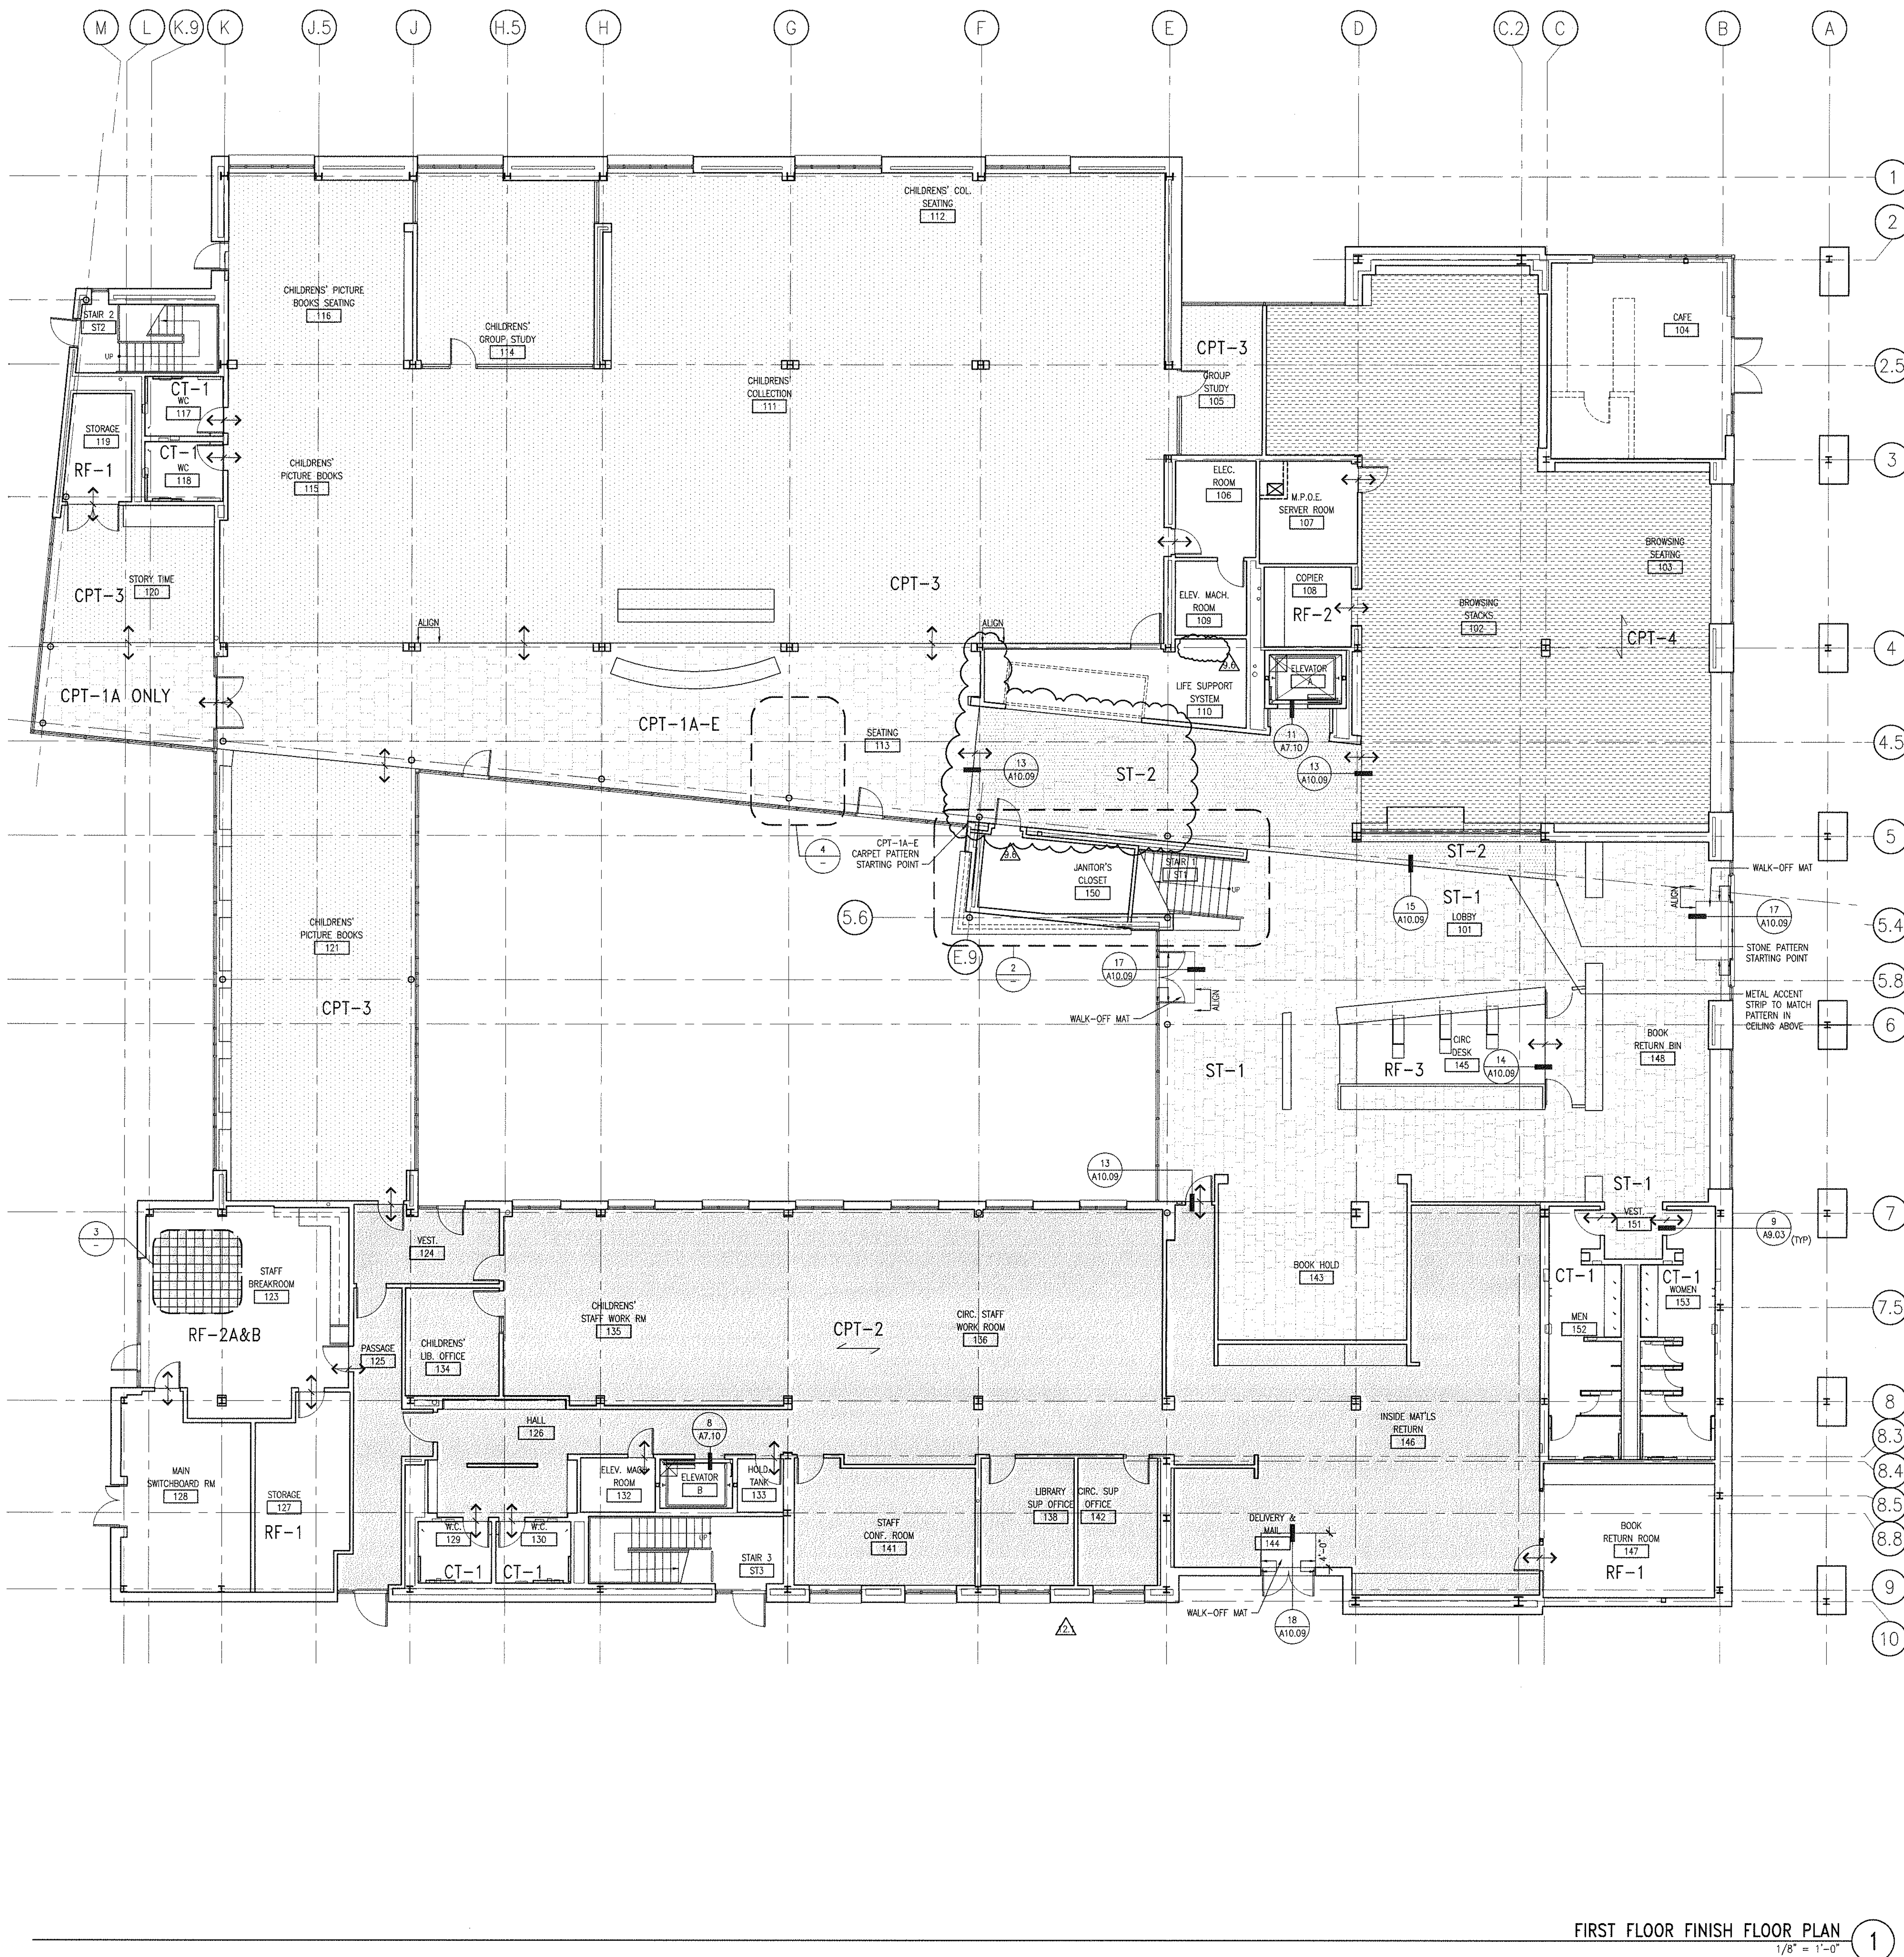 M
L
K.9
K
J.5
J
H.5
H
G
F
E
D
C.2
C
B
A
1
2
2.5
3
4
4.5
5
5.4
5.8
6
7
7.5
8
8.3
8.4
8.5
8.8
9
10
5.6
E.9
CHILDRENS' COL.
SEATING
112
CHILDRENS' PICTURE
BOOKS SEATING
116
CHILDRENS'
GROUP STUDY
114
CHILDRENS'
COLLECTION
111
CHILDRENS'
PICTURE BOOKS
115
CPT-3
STAIR 2
ST2
UP
CT-1
WC
117
CT-1
WC
118
STORAGE
119
RF-1
STORY TIME
120
CPT-3
CPT-1A ONLY
ALIGN
ALIGN
CPT-1A-E
SEATING
113
CPT-3
GROUP
STUDY
105
CAFE
104
ELEC.
ROOM
106
M.P.O.E.
SERVER ROOM
107
COPIER
108
RF-2
ELEV. MACH.
ROOM
109
LIFE SUPPORT
SYSTEM
110
9.6
ELEVATOR
A
11
A7.10
BROWSING
SEATING
103
BROWSING
STACKS
102
CPT-4
13
A10.09
13
A10.09
ST-2
4
-
CPT-1A-E
CARPET PATTERN
STARTING POINT
9.6
JANITOR'S
CLOSET
150
STAIR 1
ST1
UP
2
-
ST-2
ST-1
LOBBY
101
15
A10.09
WALK-OFF MAT
ALIGN
17
A10.09
STONE PATTERN
STARTING POINT
METAL ACCENT
STRIP TO MATCH
PATTERN IN
CEILING ABOVE
17
A10.09
WALK-OFF MAT
ALIGN
CHILDRENS'
PICTURE BOOKS
121
CPT-3
ST-1
RF-3
CIRC
DESK
145
14
A10.09
BOOK
RETURN BIN
148
13
A10.09
ST-1
VEST.
151
9
A9.03
(TYP)
3
-
STAFF
BREAKROOM
123
RF-2A&B
VEST.
124
PASSAGE
125
CHILDRENS'
LIB. OFFICE
134
CHILDRENS'
STAFF WORK RM
135
CPT-2
CIRC. STAFF
WORK ROOM
136
BOOK HOLD
143
CT-1
MEN
152
CT-1
WOMEN
153
HALL
126
8
A7.10
INSIDE MAT'LS
RETURN
146
MAIN
SWITCHBOARD RM
128
STORAGE
127
RF-1
ELEV. MACH
ROOM
132
ELEVATOR
B
HOLD.
TANK
133
W.C.
129
CT-1
W.C.
130
CT-1
UP
STAIR 3
ST3
STAFF
CONF. ROOM
141
LIBRARY
SUP OFFICE
138
CIRC. SUP
OFFICE
142
DELIVERY &
MAIL
144
4'-0"
WALK-OFF MAT
18
A10.09
BOOK
RETURN ROOM
147
RF-1
12.1
FIRST FLOOR FINISH FLOOR PLAN
1/8" = 1'-0"
1